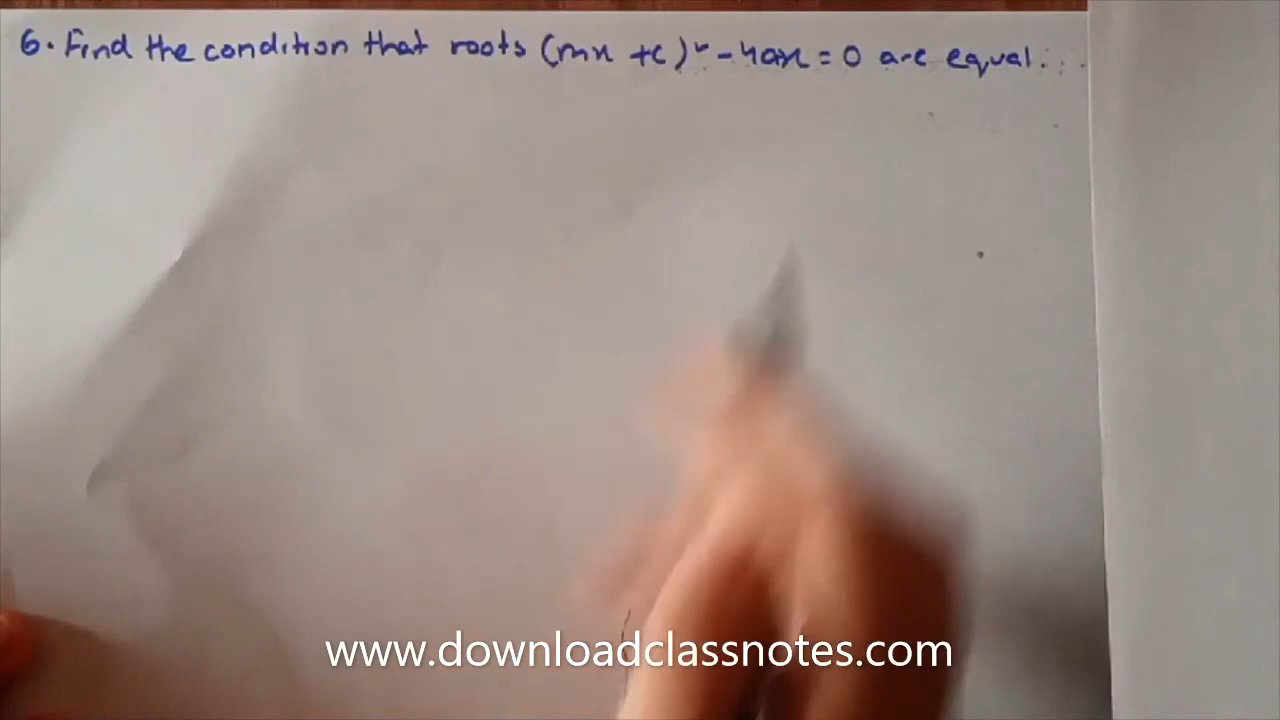 6. Find the condition that roots (mx + c)² - 4ax = 0 are equal.
www.downloadclassnotes.com